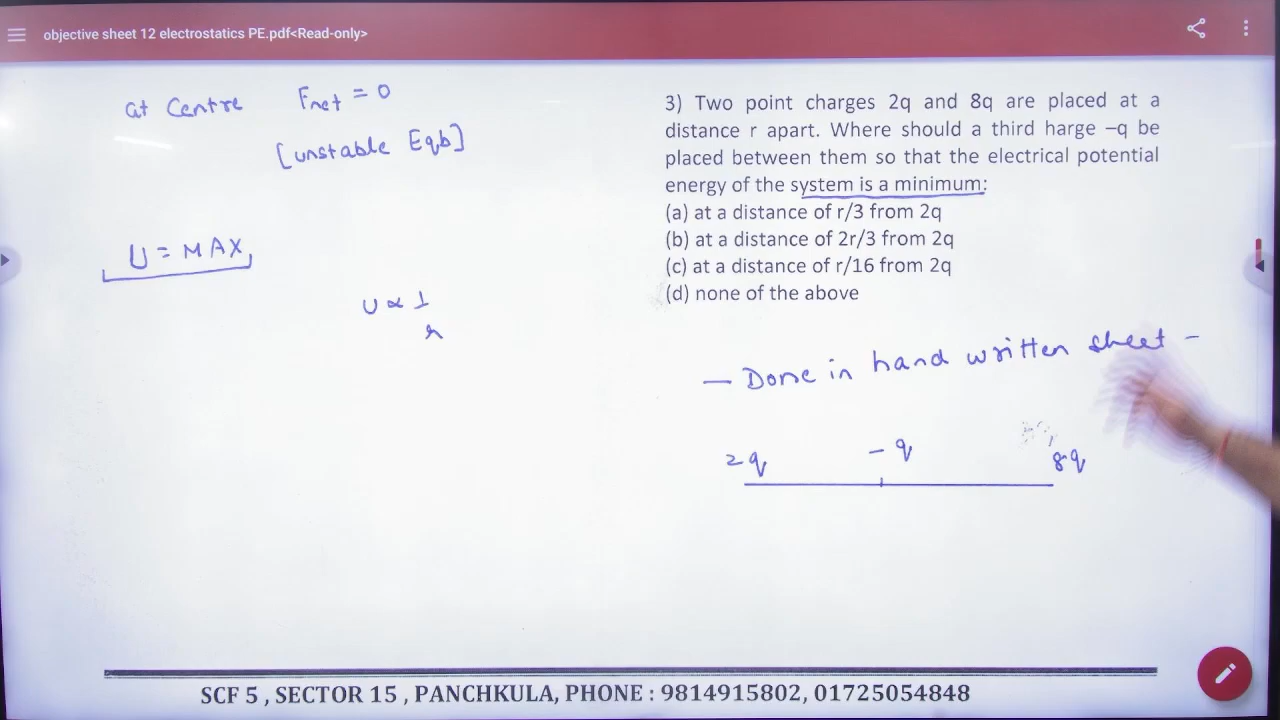 objective sheet 12 electrostatics PE.pdf<Read-only>
at Centre Fnet = 0
[unstable Eqb]
U = MAX
U ∝ 1
r
3) Two point charges 2q and 8q are placed at a
distance r apart. Where should a third harge –q be
placed between them so that the electrical potential
energy of the system is a minimum:
(a) at a distance of r/3 from 2q
(b) at a distance of 2r/3 from 2q
(c) at a distance of r/16 from 2q
(d) none of the above
— Done in hand written sheet -
2q - q 8q
SCF 5 , SECTOR 15 , PANCHKULA, PHONE : 9814915802, 01725054848